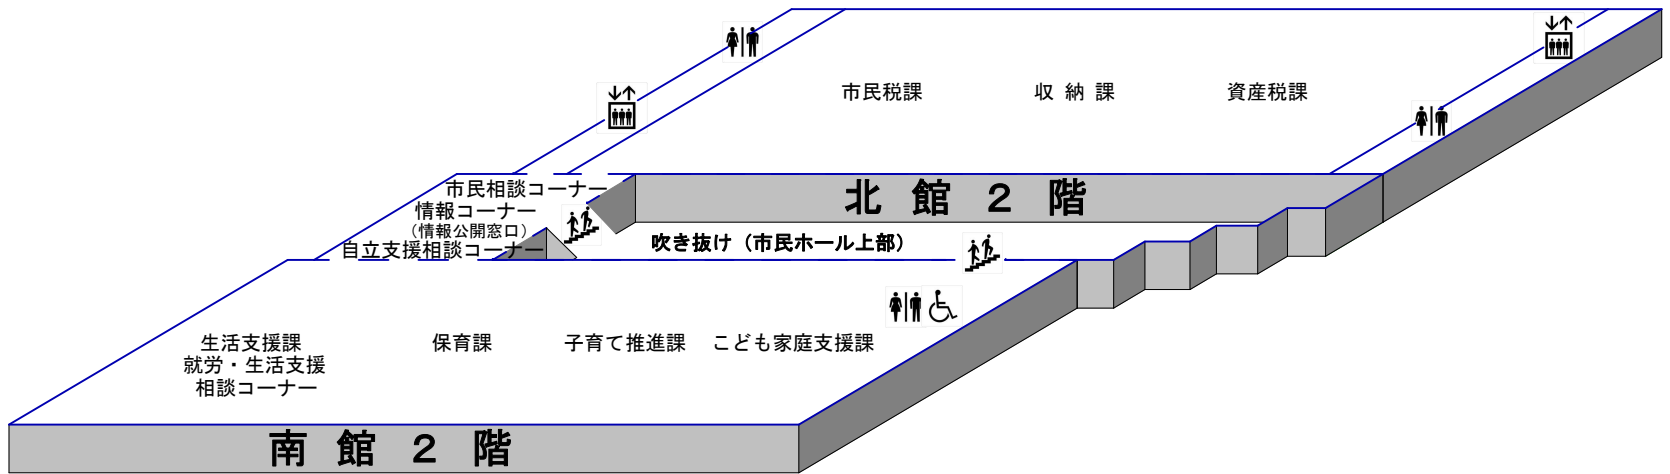 市民税課
収納課
資産税課
北館2階
市民相談コーナー
情報コーナー
（情報公開窓口）
自立支援相談コーナー
吹き抜け（市民ホール上部）
生活支援課
就労・生活支援
相談コーナー
保育課
子育て推進課
こども家庭支援課
南館2階